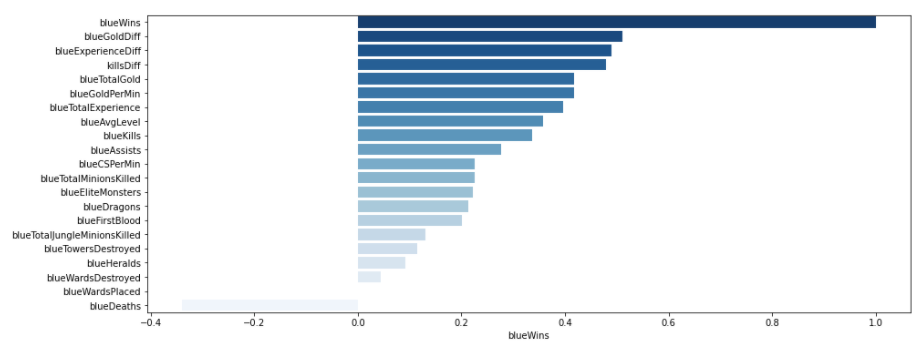 blueWins
blueGoldDiff
blueExperienceDiff
killsDiff
blueTotalGold
blueGoldPerMin
blueTotalExperience
blueAvgLevel
blueKills
blueAssists
blueCSPerMin
blueTotalMinionsKilled
blueEliteMonsters
blueDragons
blueFirstBlood
blueTotalJungleMinionsKilled
blueTowersDestroyed
blueHeralds
blueWardsDestroyed
blueWardsPlaced
blueDeaths
−0.4 −0.2 0.0 0.2 0.4 0.6 0.8 1.0
blueWins